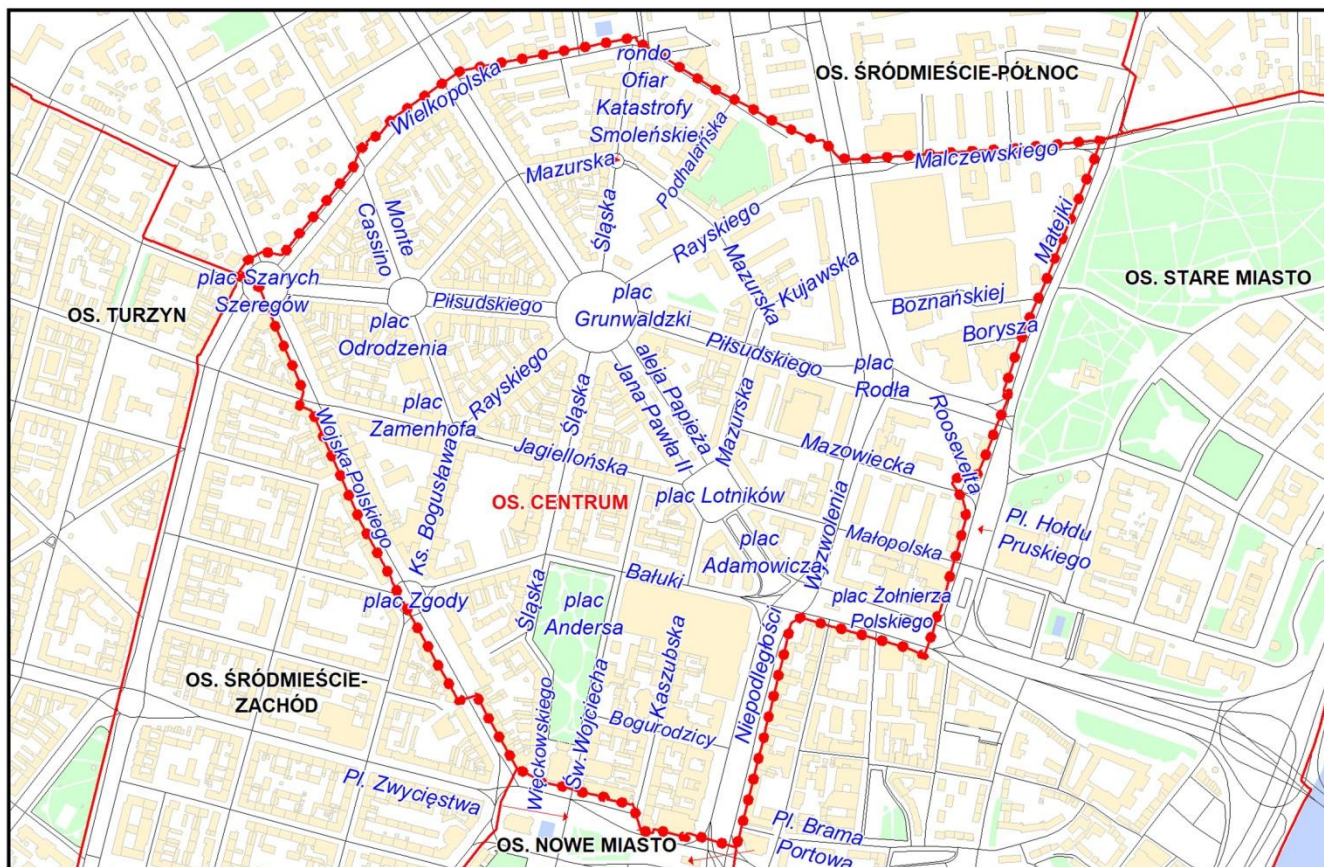 rondo
Ofiar
Katastrofy
Smoleńskiej
OS. ŚRÓDMIEŚCIE-PÓŁNOC
Wielkopolska
Malczewskiego
Mazurska
Podhalańska
Matejki
Monte
Cassino
Śląska
Rayskiego
Mazurska
Kujawska
OS. STARE MIASTO
plac Szarych
Szeregów
OS. TURZYN
Piłsudskiego
plac
Grunwaldzki
Boznańskiej
Borysza
plac
Odrodzenia
Piłsudskiego
plac
Rodła
aleja Papieża
Jana Pawła II
Rayskiego
Śląska
Mazurska
Roosevelta
plac
Zamenhofa
Wojska Polskiego
Jagiellońska
Mazowiecka
Ks. Bogusława
OS. CENTRUM
plac Lotników
Wyzwolenia
Małopolska
Pl. Hołdu
Pruskiego
plac
Adamowicza
plac Zgody
Śląska
plac
Andersa
Bałuki
plac Żołnierza
Polskiego
Niepodległości
Kaszubska
OS. ŚRÓDMIEŚCIE-
ZACHÓD
Więckowskiego
Św. Wojciecha
Bogurodzicy
Pl. Zwycięstwa
OS. NOWE MIASTO
Pl. Brama
Portowa